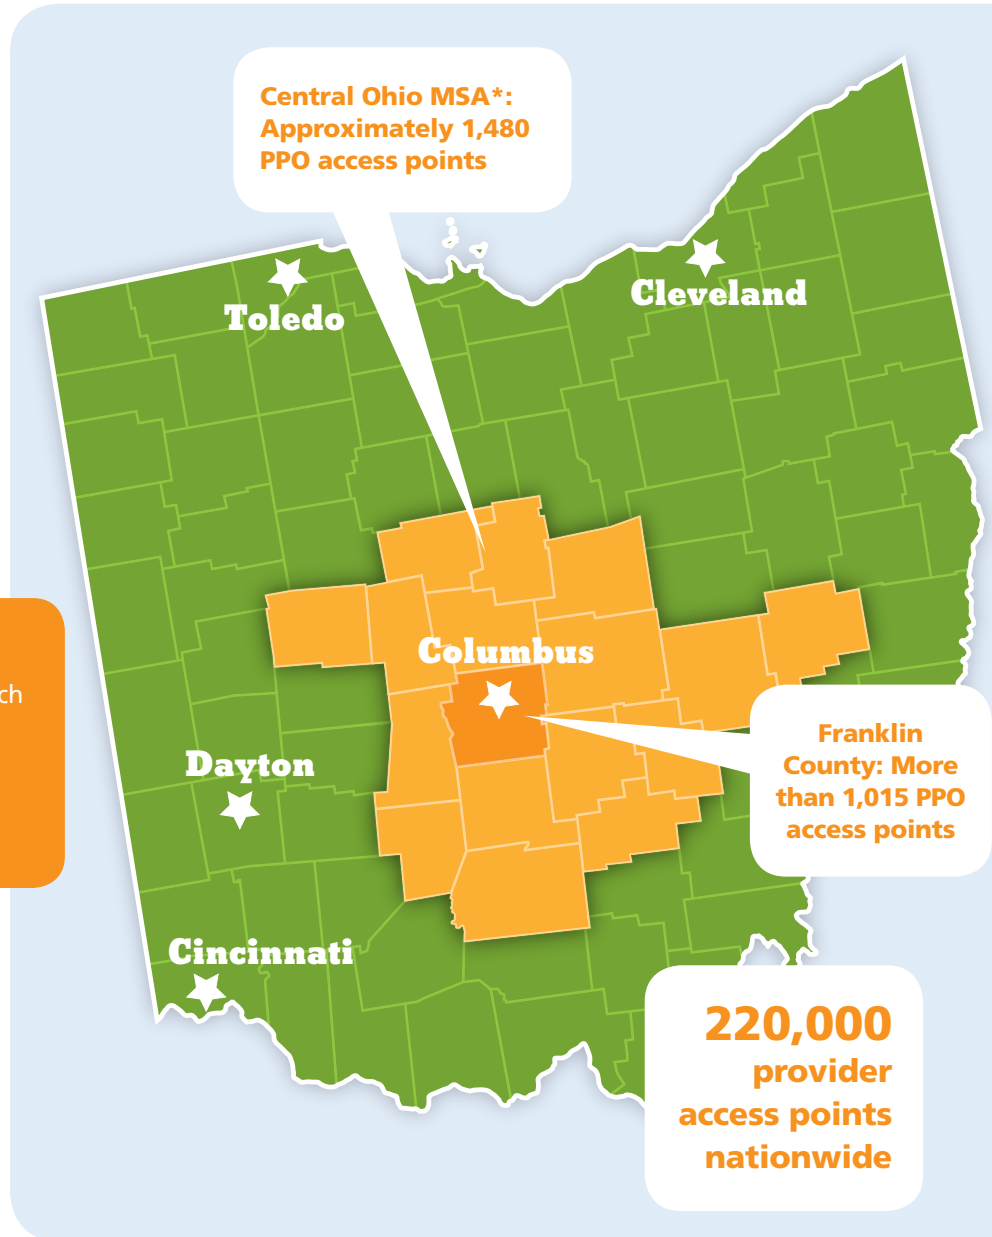 Central Ohio MSA*:
Approximately 1,480
PPO access points
Cleveland
Toledo
Columbus
ch
Franklin
County: More
than 1,015 PPO
access points
Dayton
Cincinnati
220,000
provider
access points
nationwide